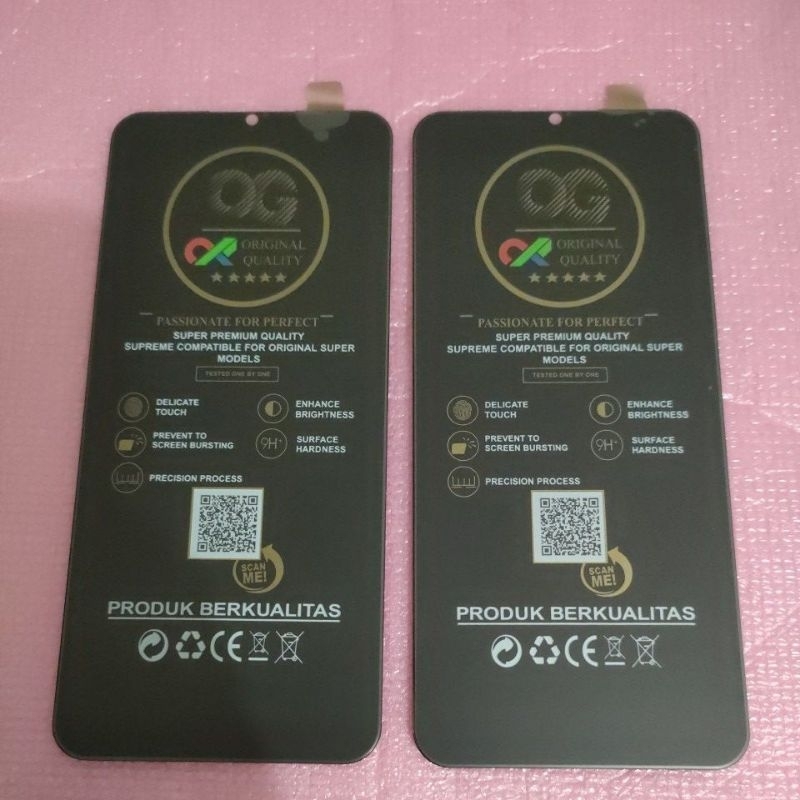 OG
ORIGINAL
QUALITY
PASSIONATE FOR PERFECT
SUPER PREMIUM QUALITY
SUPREME COMPATIBLE FOR ORIGINAL SUPER
MODELS
TESTED ONE BY ONE
DELICATE
TOUCH
ENHANCE
BRIGHTNESS
PREVENT TO
SCREEN BURSTING
9H+
SURFACE
HARDNESS
PRECISION PROCESS
SCAN
ME!
PRODUK BERKUALITAS
CE
OG
ORIGINAL
QUALITY
PASSIONATE FOR PERFECT
SUPER PREMIUM QUALITY
SUPREME COMPATIBLE FOR ORIGINAL SUPER
MODELS
TESTED ONE BY ONE
DELICATE
TOUCH
ENHANCE
BRIGHTNESS
PREVENT TO
SCREEN BURSTING
9H+
SURFACE
HARDNESS
PRECISION PROCESS
SCAN
ME!
PRODUK BERKUALITAS
CE